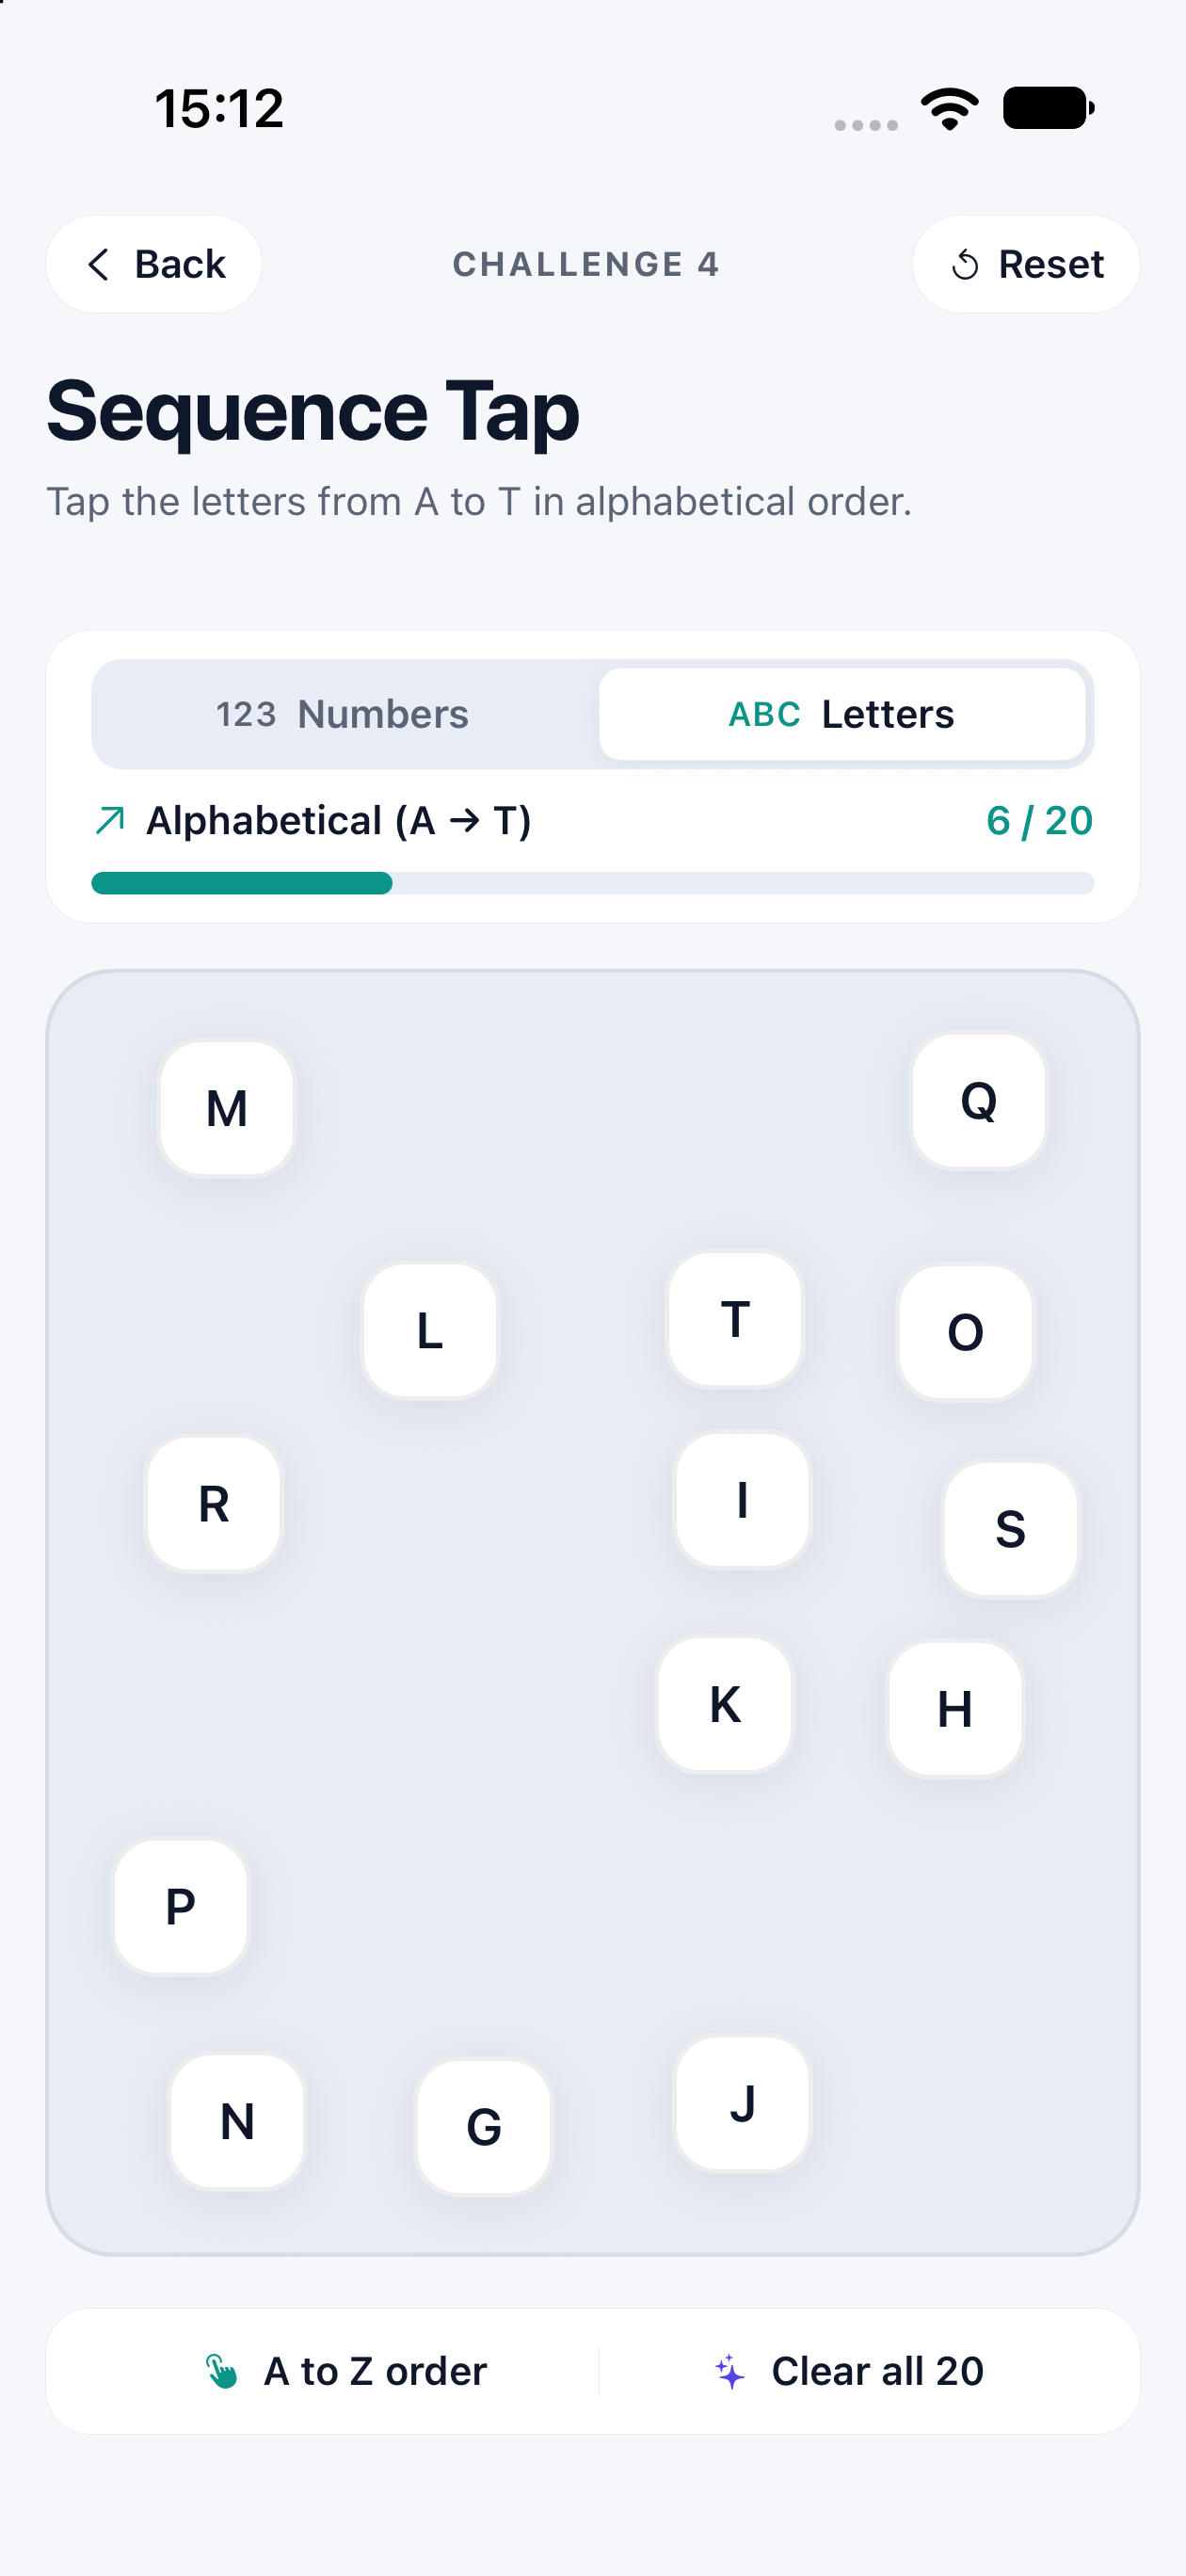 15:12
Back
CHALLENGE 4
Reset
Sequence Tap
Tap the letters from A to T in alphabetical order.
123 Numbers
ABC Letters
Alphabetical (A → T)
6 / 20
M
Q
L
T
O
R
I
S
K
H
P
N
G
J
A to Z order
Clear all 20